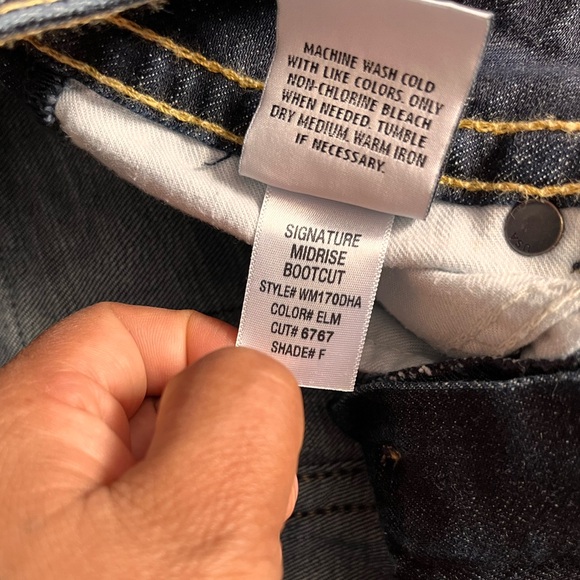 MACHINE WASH COLD
WITH LIKE COLORS. ONLY
NON-CHLORINE BLEACH
WHEN NEEDED. TUMBLE
DRY MEDIUM, WARM IRON
IF NECESSARY.
SIGNATURE
MIDRISE
BOOTCUT
STYLE# WM170DHA
COLOR# ELM
CUT# 6767
SHADE# F